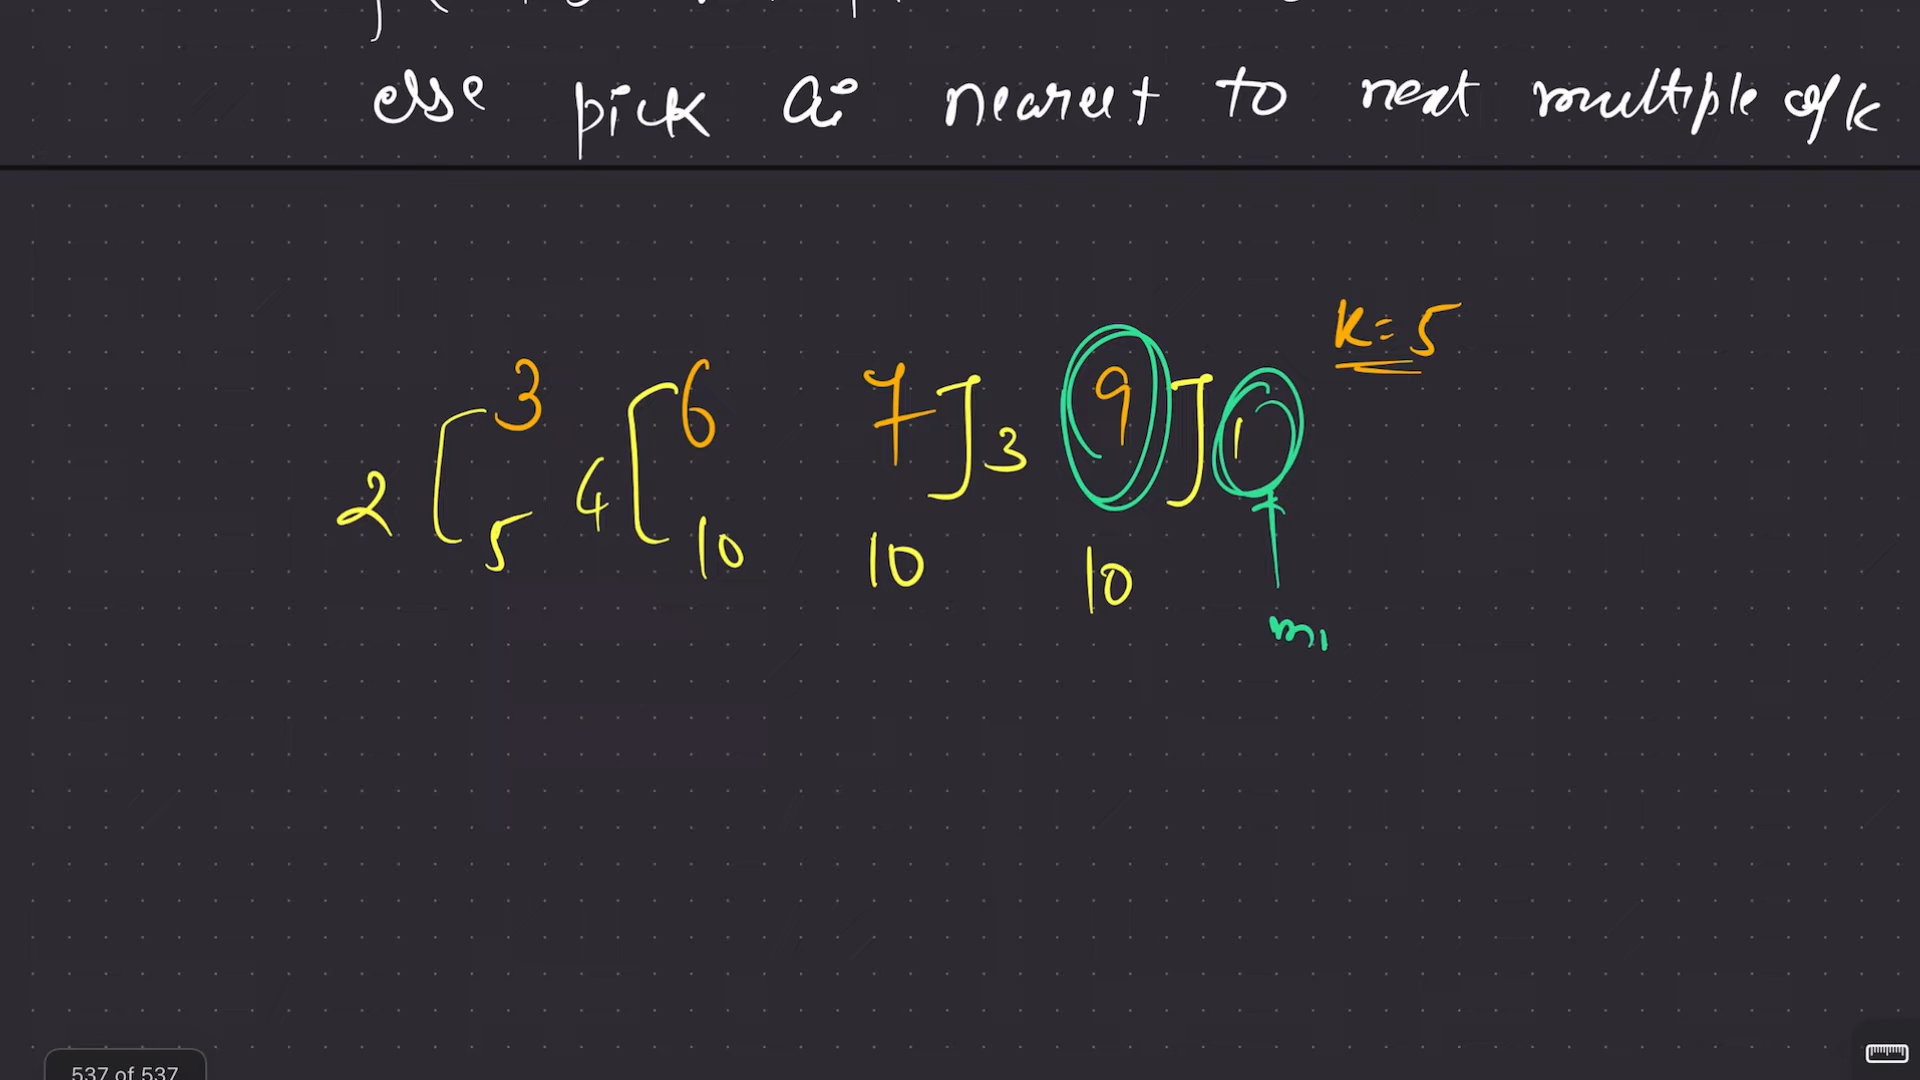 else pick ai nearest to next multiple of k
k=5
2 [ 3 4 [ 6 7 ] 3 9 ] 1
5 10 10 10
m1
537 of 537